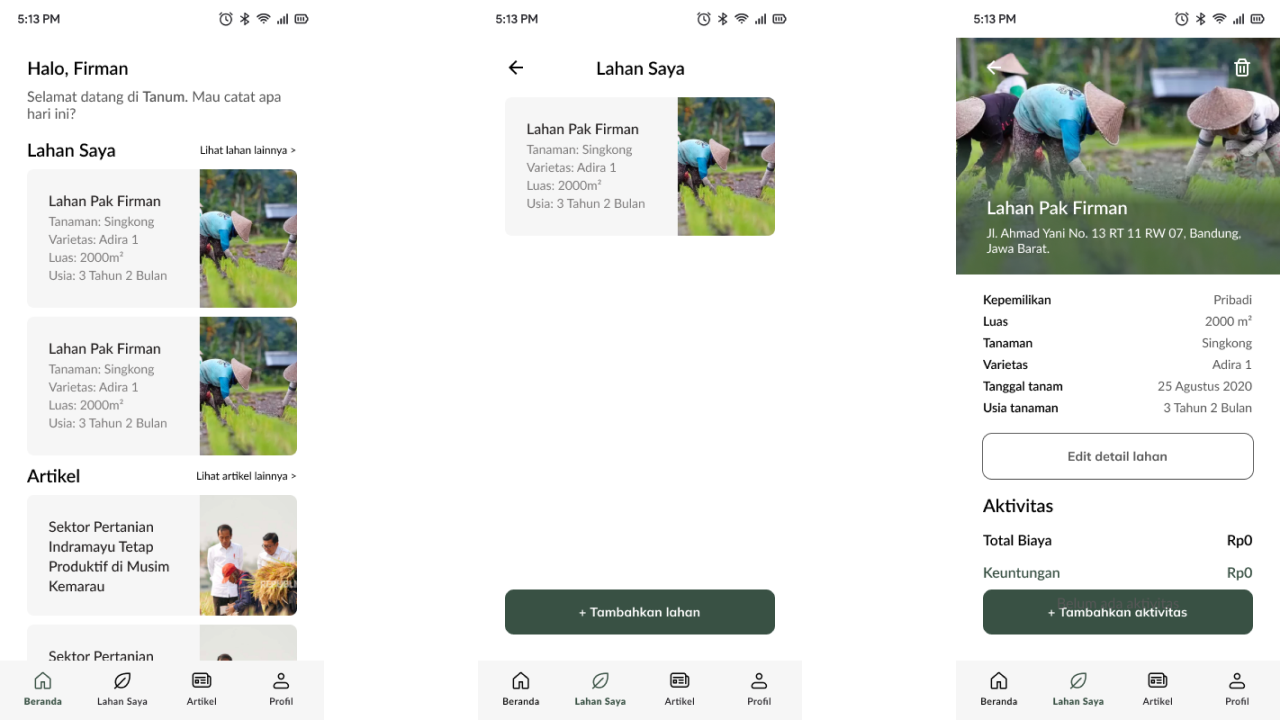 5:13 PM
Halo, Firman
Selamat datang di Tanum. Mau catat apa
hari ini?
Lahan Saya
Lihat lahan lainnya >
Lahan Pak Firman
Tanaman: Singkong
Varietas: Adira 1
Luas: 2000m²
Usia: 3 Tahun 2 Bulan
Lahan Pak Firman
Tanaman: Singkong
Varietas: Adira 1
Luas: 2000m²
Usia: 3 Tahun 2 Bulan
Artikel
Lihat artikel lainnya >
Sektor Pertanian
Indramayu Tetap
Produktif di Musim
Kemarau
Sektor Pertanian
Beranda
Lahan Saya
Artikel
Profil
5:13 PM
Lahan Saya
Lahan Pak Firman
Tanaman: Singkong
Varietas: Adira 1
Luas: 2000m²
Usia: 3 Tahun 2 Bulan
+ Tambahkan lahan
Beranda
Lahan Saya
Artikel
Profil
5:13 PM
Lahan Pak Firman
Jl. Ahmad Yani No. 13 RT 11 RW 07, Bandung,
Jawa Barat.
Kepemilikan Pribadi
Luas 2000 m²
Tanaman Singkong
Varietas Adira 1
Tanggal tanam 25 Agustus 2020
Usia tanaman 3 Tahun 2 Bulan
Edit detail lahan
Aktivitas
Total Biaya Rp0
Keuntungan Rp0
+ Tambahkan aktivitas
Beranda
Lahan Saya
Artikel
Profil